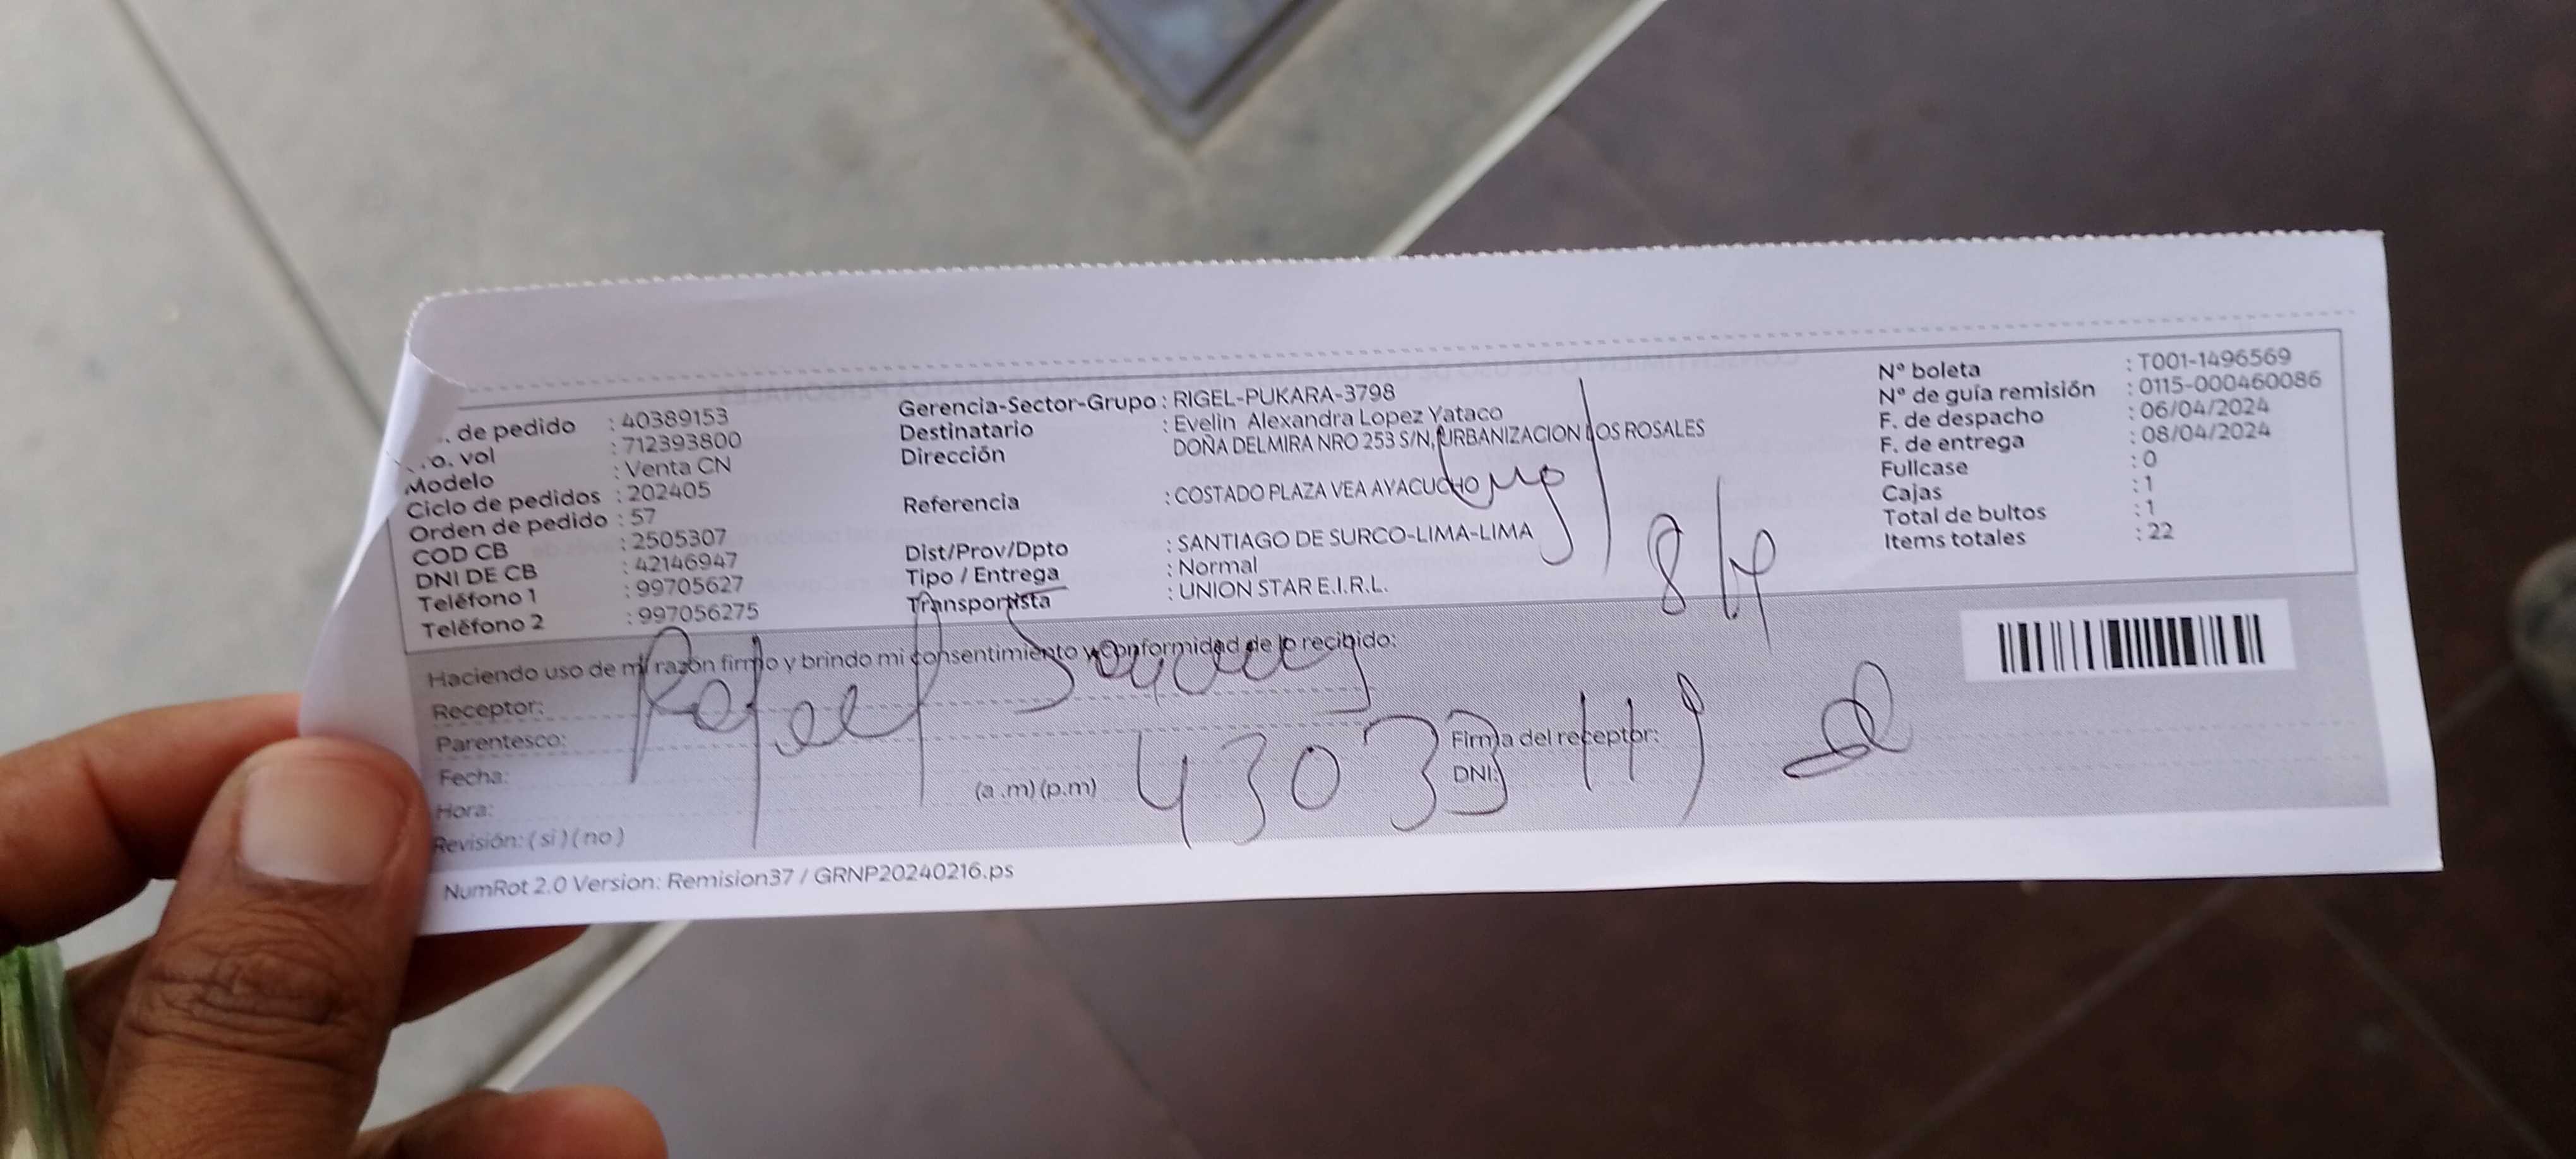 . de pedido : 40389153
o. vol : 712393800
Modelo : Venta CN
Ciclo de pedidos : 202405
Orden de pedido : 57
COD CB : 2505307
DNI DE CB : 42146947
Teléfono 1 : 99705627
Teléfono 2 : 997056275
Gerencia-Sector-Grupo : RIGEL-PUKARA-3798
Destinatario : Evelin Alexandra Lopez Yataco
Dirección DOÑA DELMIRA NRO 253 S/N, URBANIZACION LOS ROSALES
Referencia : COSTADO PLAZA VEA AYACUCHO
Dist/Prov/Dpto : SANTIAGO DE SURCO-LIMA-LIMA
Tipo / Entrega : Normal
Transportista : UNION STAR E.I.R.L.
N° boleta : T001-1496569
N° de guía remisión : 0115-000460086
F. de despacho : 06/04/2024
F. de entrega : 08/04/2024
Fullcase : 0
Cajas : 1
Total de bultos : 1
Items totales : 22
8/4
Haciendo uso de mi razón firmo y brindo mi consentimiento y Conformidad de lo recibido:
Receptor: Rafael
Parentesco:
Fecha:
Hora: (a .m) (p.m)
Revisión: ( si ) ( no )
Firma del receptor:
DNI: 43033119
NumRot 2.0 Version: Remision37 / GRNP20240216.ps